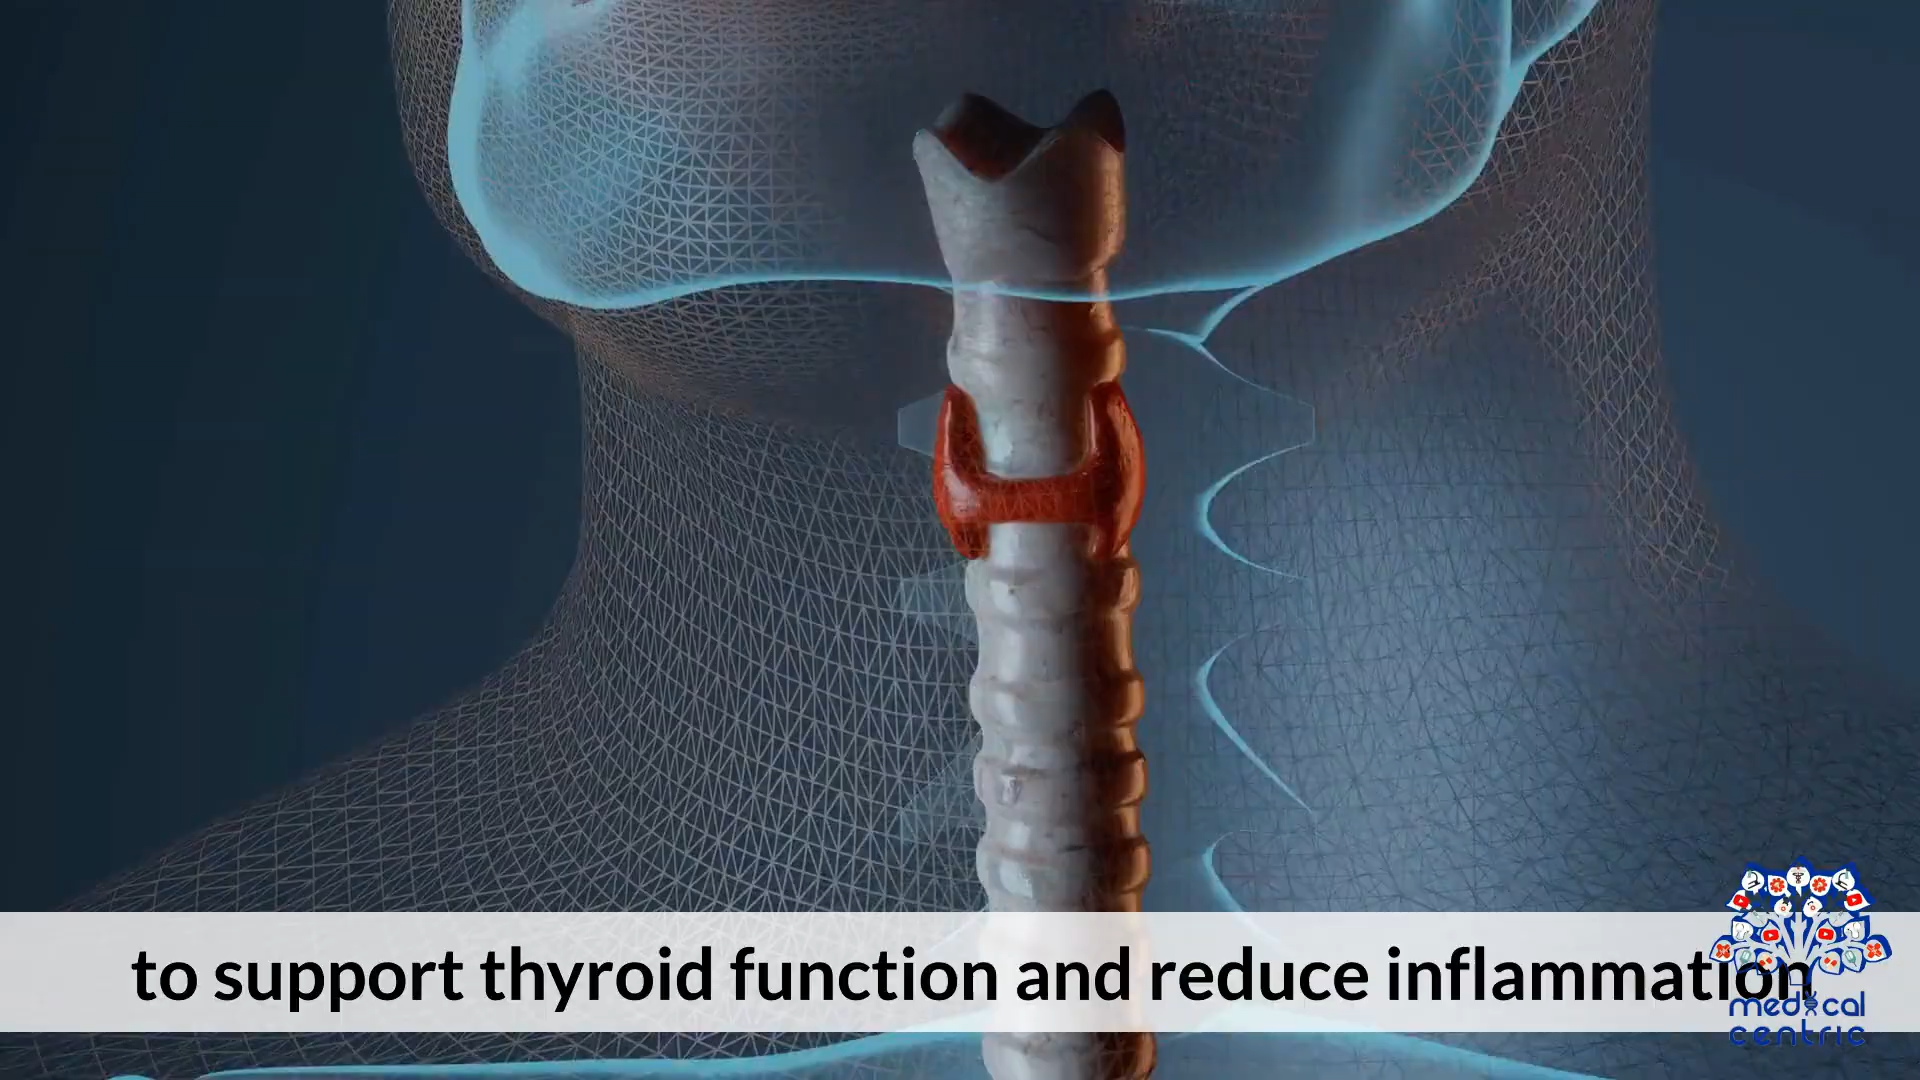 to support thyroid function and reduce inflammation
medical
centric